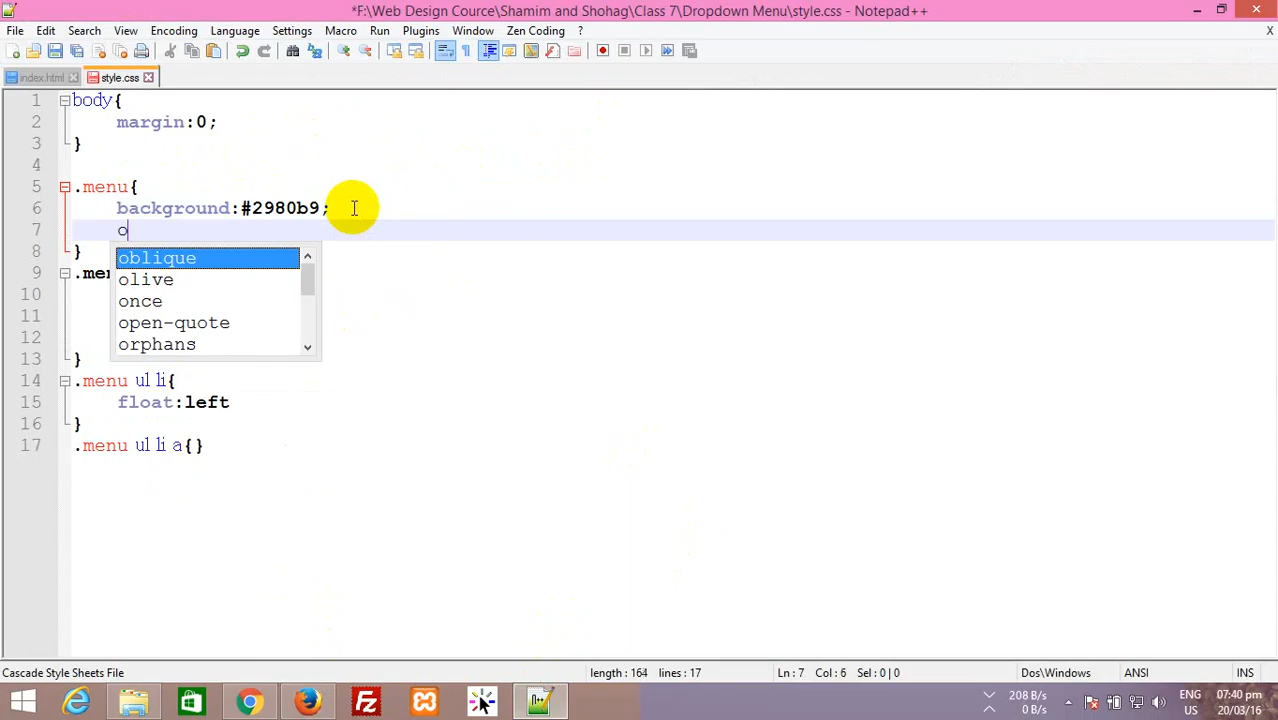 *F:\Web Design Cource\Shamim and Shohag\Class 7\Dropdown Menu\style.css - Notepad++
File Edit Search View Encoding Language Settings Macro Run Plugins Window Zen Coding ? X
index.html style.css
1 body{
2 margin:0;
3 }
4
5 .menu{
6 background:#2980b9;
7 o
8 }
oblique
9 .men
olive
10
once
11
open-quote
12
orphans
13 }
14 .menu ul li{
15 float:left
16 }
17 .menu ul li a{}
Cascade Style Sheets File length : 164 lines : 17 Ln : 7 Col : 6 Sel : 0 | 0 Dos\Windows ANSI INS
208 B/s
0 B/s
ENG
US
07:40 pm
20/03/16